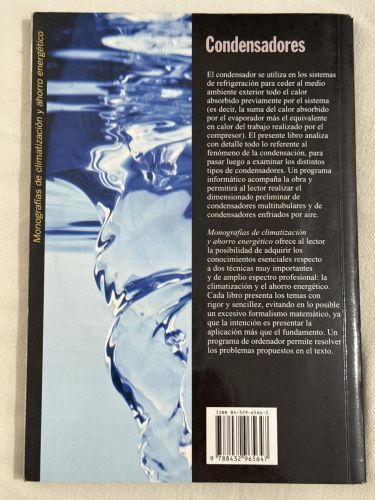 Condensadores
El condensador se utiliza en los sistemas
de refrigeración para ceder al medio
ambiente exterior todo el calor
absorbido previamente por el sistema
(es decir, la suma del calor absorbido
por el evaporador más el equivalente
en calor del trabajo realizado por el
compresor). El presente libro analiza
con detalle todo lo referente al
fenómeno de la condensación, para
pasar luego a examinar los distintos
tipos de condensadores. Un programa
informático acompaña la obra y
permitirá al lector realizar el
dimensionado preliminar de
condensadores multitubulares y de
condensadores enfriados por aire.
Monografías de climatización
y ahorro energético ofrece al lector
la posibilidad de adquirir los
conocimientos esenciales respecto
a dos técnicas muy importantes
y de amplio espectro profesional: la
climatización y el ahorro energético.
Cada libro presenta los temas con
rigor y sencillez, evitando en lo posible
un excesivo formalismo matemático, ya
que la intención es presentar la
aplicación más que el fundamento. Un
programa de ordenador permite resolver
los problemas propuestos en el texto.
Monografías de climatización y ahorro energético
ISBN 84-329-6564-2
9 788432 965647